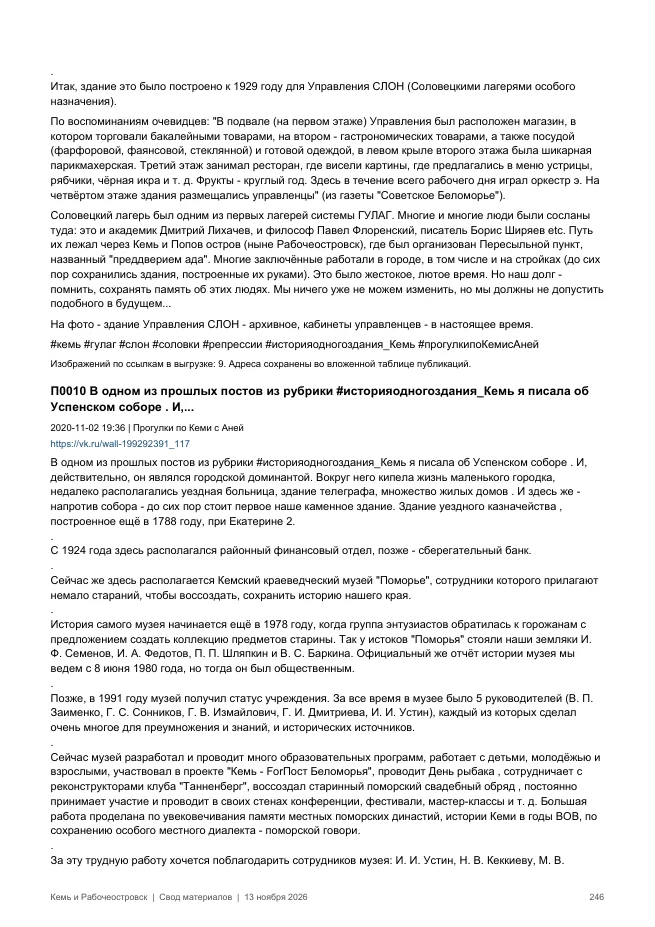 .
Итак, здание это было построено к 1929 году для Управления СЛОН (Соловецкими лагерями особого
назначения).
По воспоминаниям очевидцев: "В подвале (на первом этаже) Управления был расположен магазин, в
котором торговали бакалейными товарами, на втором - гастрономических товарами, а также посудой
(фарфоровой, фаянсовой, стеклянной) и готовой одеждой, в левом крыле второго этажа была шикарная
парикмахерская. Третий этаж занимал ресторан, где висели картины, где предлагались в меню устрицы,
рябчики, чёрная икра и т. д. Фрукты - круглый год. Здесь в течение всего рабочего дня играл оркестр э. На
четвёртом этаже здания размещались управленцы" (из газеты "Советское Беломорье").
Соловецкий лагерь был одним из первых лагерей системы ГУЛАГ. Многие и многие люди были сосланы
туда: это и академик Дмитрий Лихачев, и философ Павел Флоренский, писатель Борис Ширяев etc. Путь
их лежал через Кемь и Попов остров (ныне Рабочеостровск), где был организован Пересыльной пункт,
названный "преддверием ада". Многие заключённые работали в городе, в том числе и на стройках (до сих
пор сохранились здания, построенные их руками). Это было жестокое, лютое время. Но наш долг -
помнить, сохранять память об этих людях. Мы ничего уже не можем изменить, но мы должны не допустить
подобного в будущем...
На фото - здание Управления СЛОН - архивное, кабинеты управленцев - в настоящее время.
#кемь #гулаг #слон #соловки #репрессии #историяодногоздания_Кемь #прогулкипоКемисАней
Изображений по ссылкам в выгрузке: 9. Адреса сохранены во вложенной таблице публикаций.
П0010 В одном из прошлых постов из рубрики #историяодногоздания_Кемь я писала об
Успенском соборе . И,...
2020-11-02 19:36 | Прогулки по Кеми с Аней
https://vk.ru/wall-199292391_117
В одном из прошлых постов из рубрики #историяодногоздания_Кемь я писала об Успенском соборе . И,
действительно, он являлся городской доминантой. Вокруг него кипела жизнь маленького городка,
недалеко располагались уездная больница, здание телеграфа, множество жилых домов . И здесь же -
напротив собора - до сих пор стоит первое наше каменное здание. Здание уездного казначейства ,
построенное ещё в 1788 году, при Екатерине 2.
.
С 1924 года здесь располагался районный финансовый отдел, позже - сберегательный банк.
.
Сейчас же здесь располагается Кемский краеведческий музей "Поморье", сотрудники которого прилагают
немало стараний, чтобы воссоздать, сохранить историю нашего края.
.
История самого музея начинается ещё в 1978 году, когда группа энтузиастов обратилась к горожанам с
предложением создать коллекцию предметов старины. Так у истоков "Поморья" стояли наши земляки И.
Ф. Семенов, И. А. Федотов, П. П. Шляпкин и В. С. Баркина. Официальный же отчёт истории музея мы
ведем с 8 июня 1980 года, но тогда он был общественным.
.
Позже, в 1991 году музей получил статус учреждения. За все время в музее было 5 руководителей (В. П.
Заименко, Г. С. Сонников, Г. В. Измайлович, Г. И. Дмитриева, И. И. Устин), каждый из которых сделал
очень многое для преумножения и знаний, и исторических источников.
.
Сейчас музей разработал и проводит много образовательных программ, работает с детьми, молодёжью и
взрослыми, участвовал в проекте "Кемь - ForПост Беломорья", проводит День рыбака , сотрудничает с
реконструкторами клуба "Танненберг", воссоздал старинный поморский свадебный обряд , постоянно
принимает участие и проводит в своих стенах конференции, фестивали, мастер-классы и т. д. Большая
работа проделана по увековечивания памяти местных поморских династий, истории Кеми в годы ВОВ, по
сохранению особого местного диалекта - поморской говори.
.
За эту трудную работу хочется поблагодарить сотрудников музея: И. И. Устин, Н. В. Кеккиеву, М. В.
Кемь и Рабочеостровск | Свод материалов | 13 ноября 2026 246